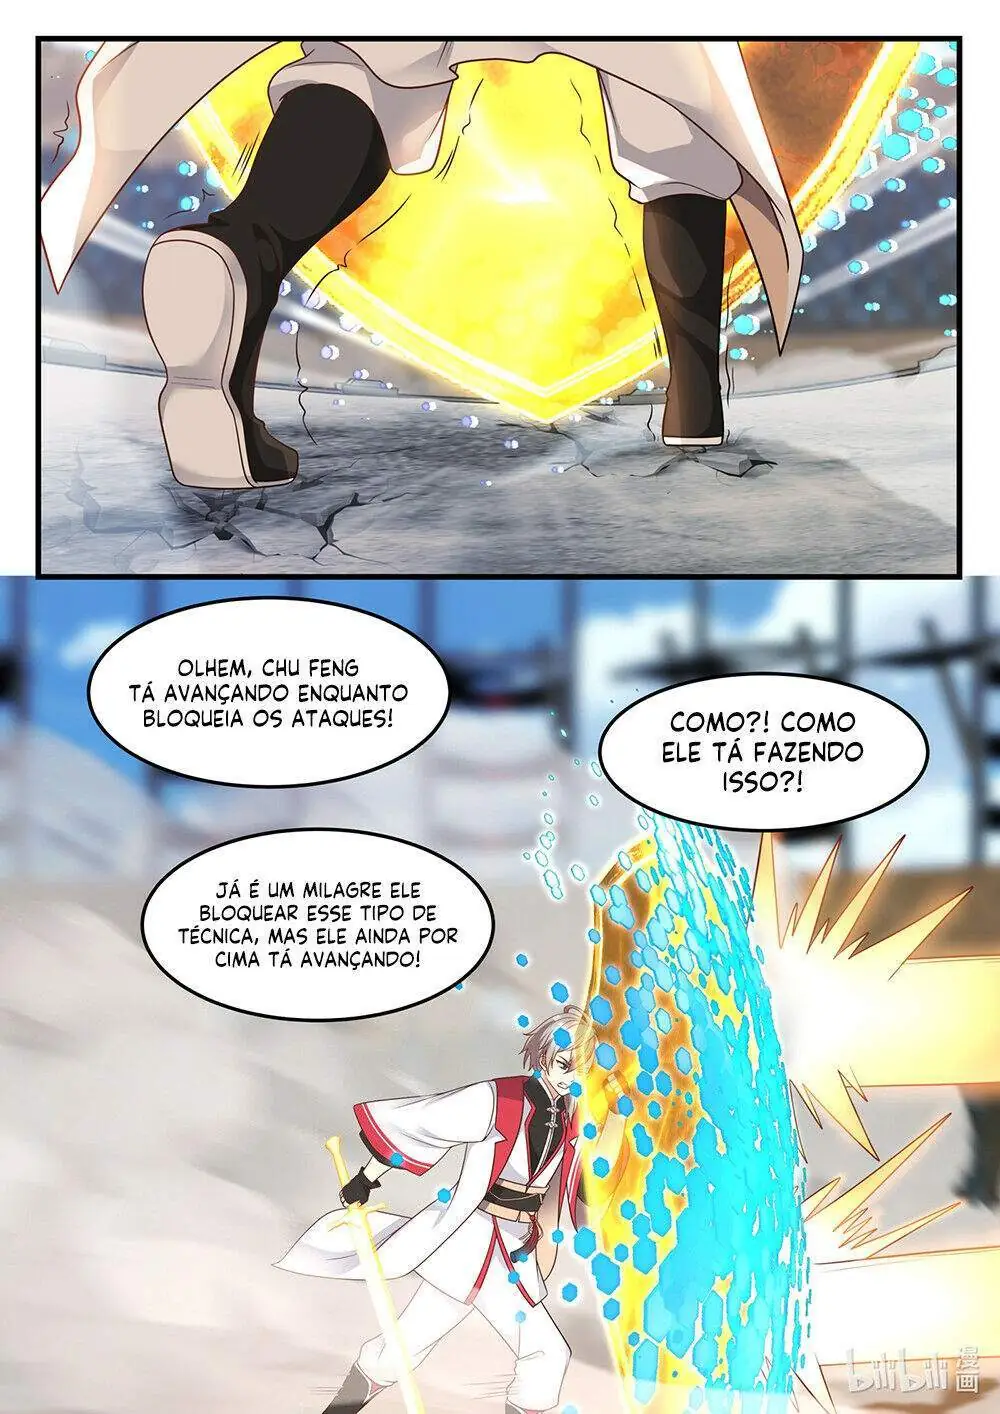 OLHEM, CHU FENG
TÁ AVANÇANDO ENQUANTO
BLOQUEIA OS ATAQUES!
COMO?! COMO
ELE TÁ FAZENDO
ISSO?!
JÁ É UM MILAGRE ELE
BLOQUEAR ESSE TIPO DE
TÉCNICA, MAS ELE AINDA POR
CIMA TÁ AVANÇANDO!
bilibili 漫画